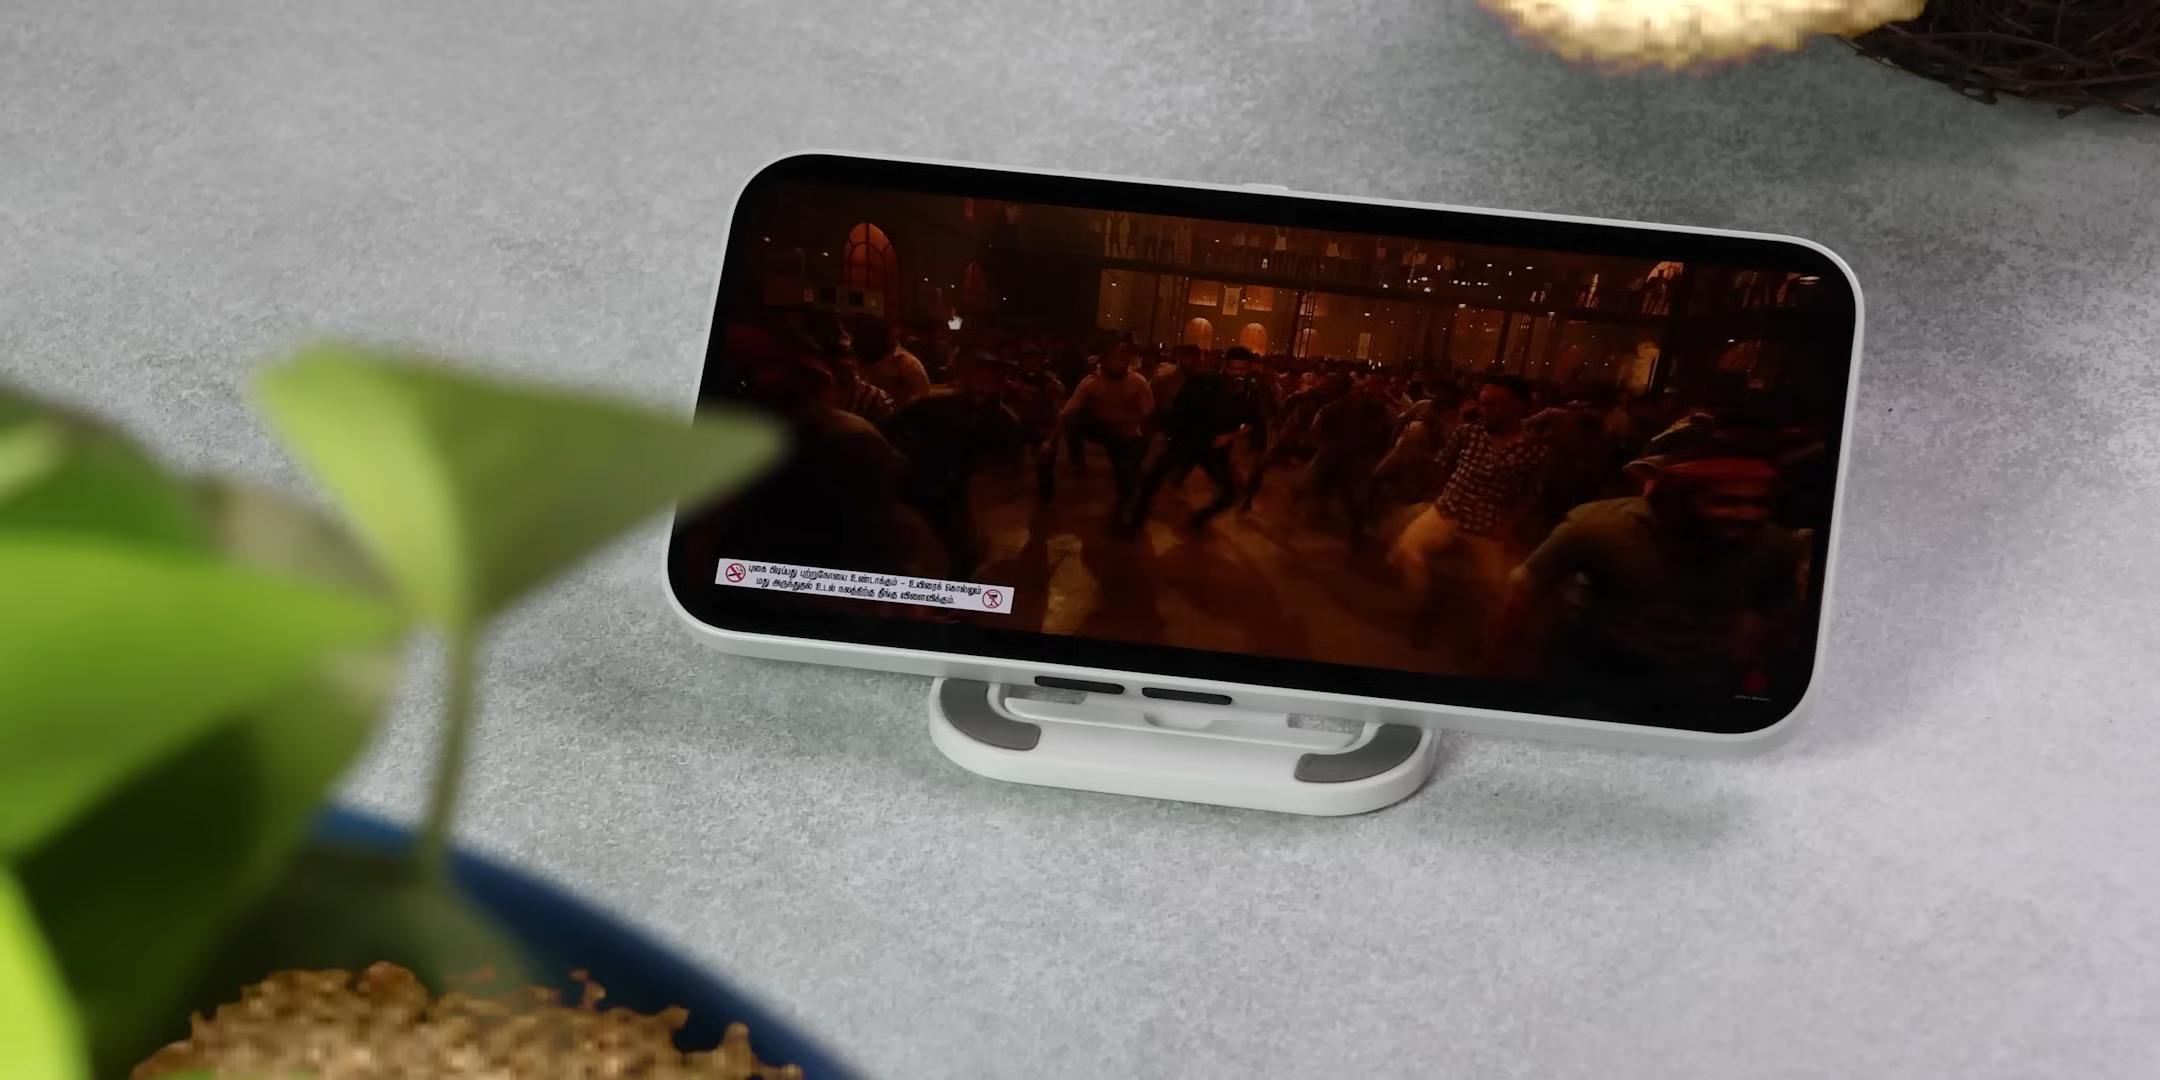 புகை பிடிப்பது புற்றுநோயை உண்டாக்கும் - உயிரைக் கொல்லும்
மது அருந்துதல் உடல் நலத்திற்கு தீங்கு விளைவிக்கும்.